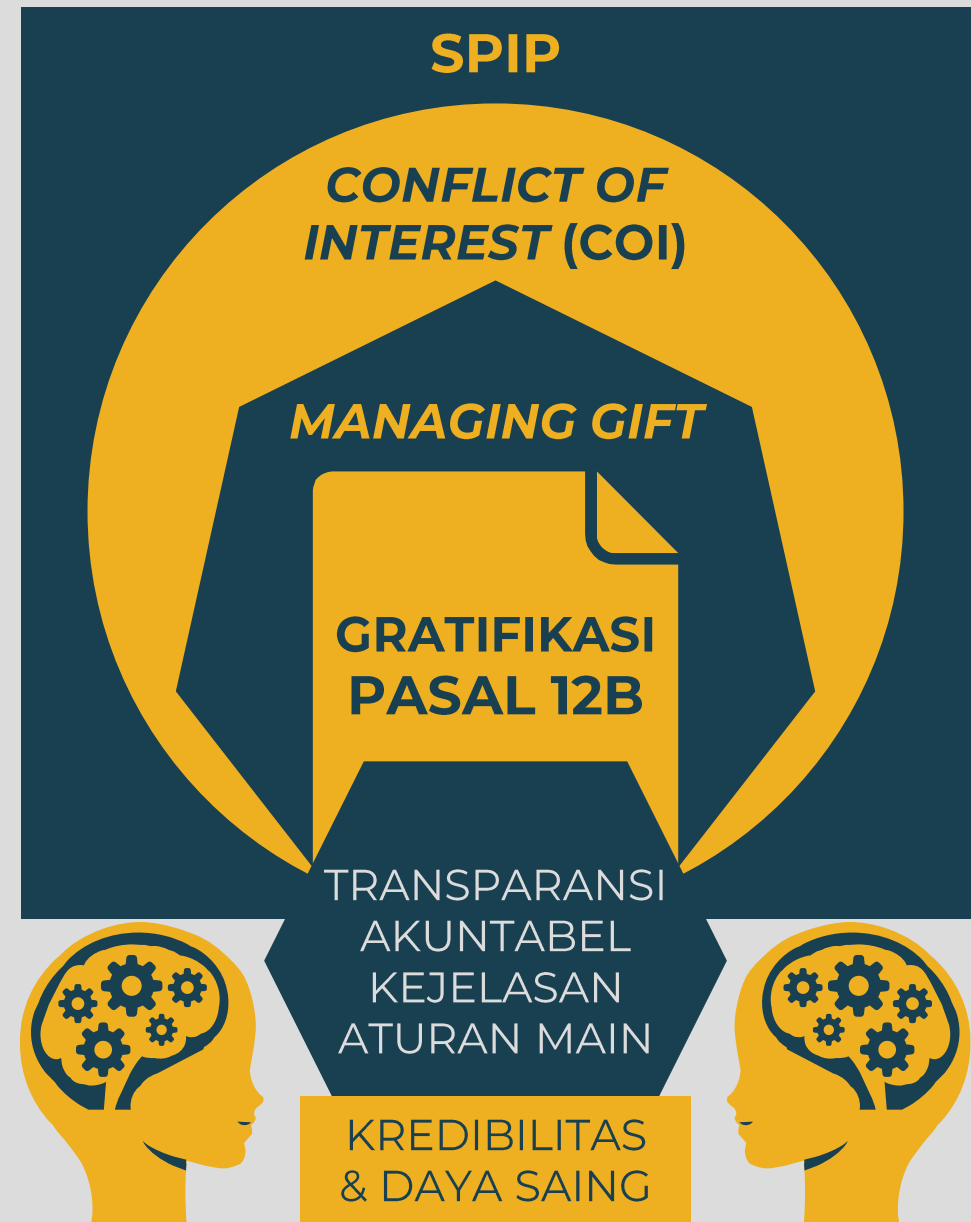 SPIP
CONFLICT OF
INTEREST (COI)
MANAGING GIFT
GRATIFIKASI
PASAL 12B
TRANSPARANSI
AKUNTABEL
KEJELASAN
ATURAN MAIN
KREDIBILITAS
& DAYA SAING